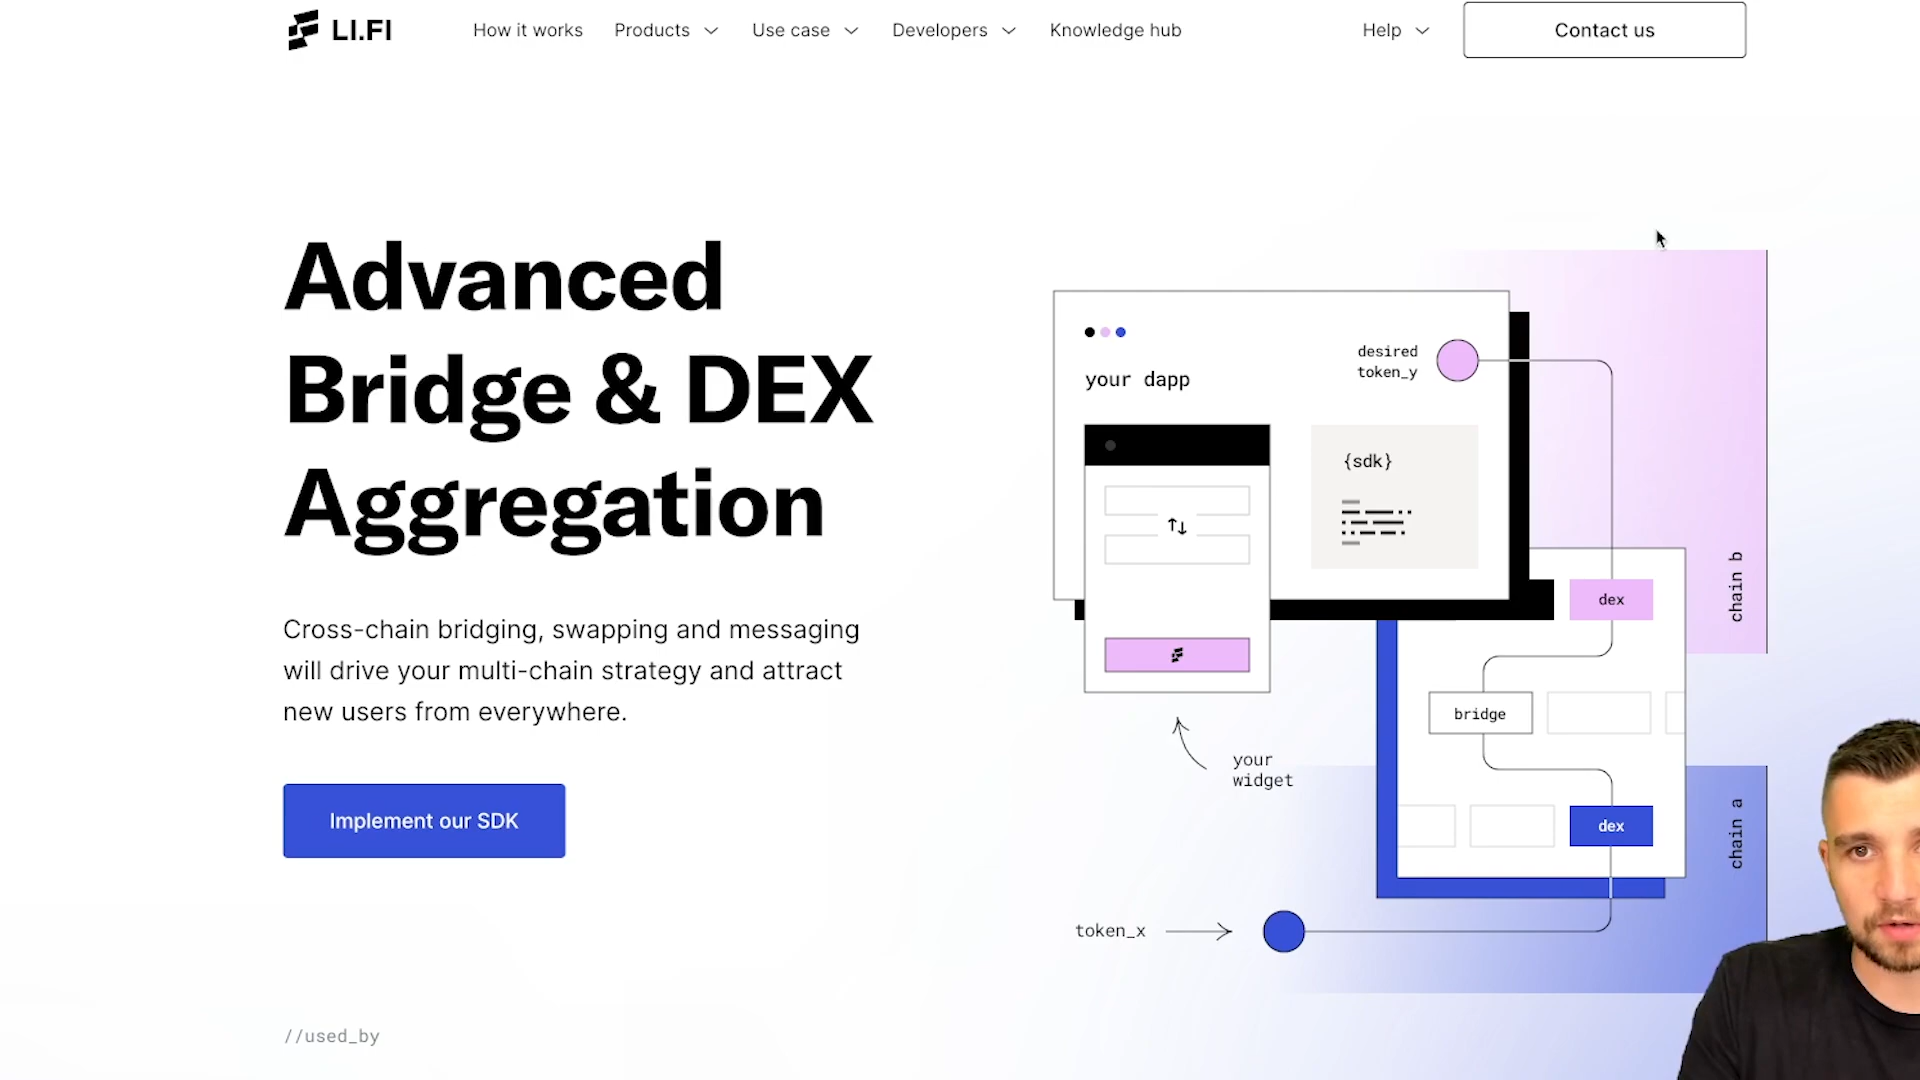 LI.FI
How it works
Products
Use case
Developers
Knowledge hub
Help
Contact us
Advanced
Bridge & DEX
Aggregation
Cross-chain bridging, swapping and messaging
will drive your multi-chain strategy and attract
new users from everywhere.
Implement our SDK
your dapp
desired
token_y
{sdk}
dex
chain b
bridge
your
widget
dex
chain a
token_x
//used_by